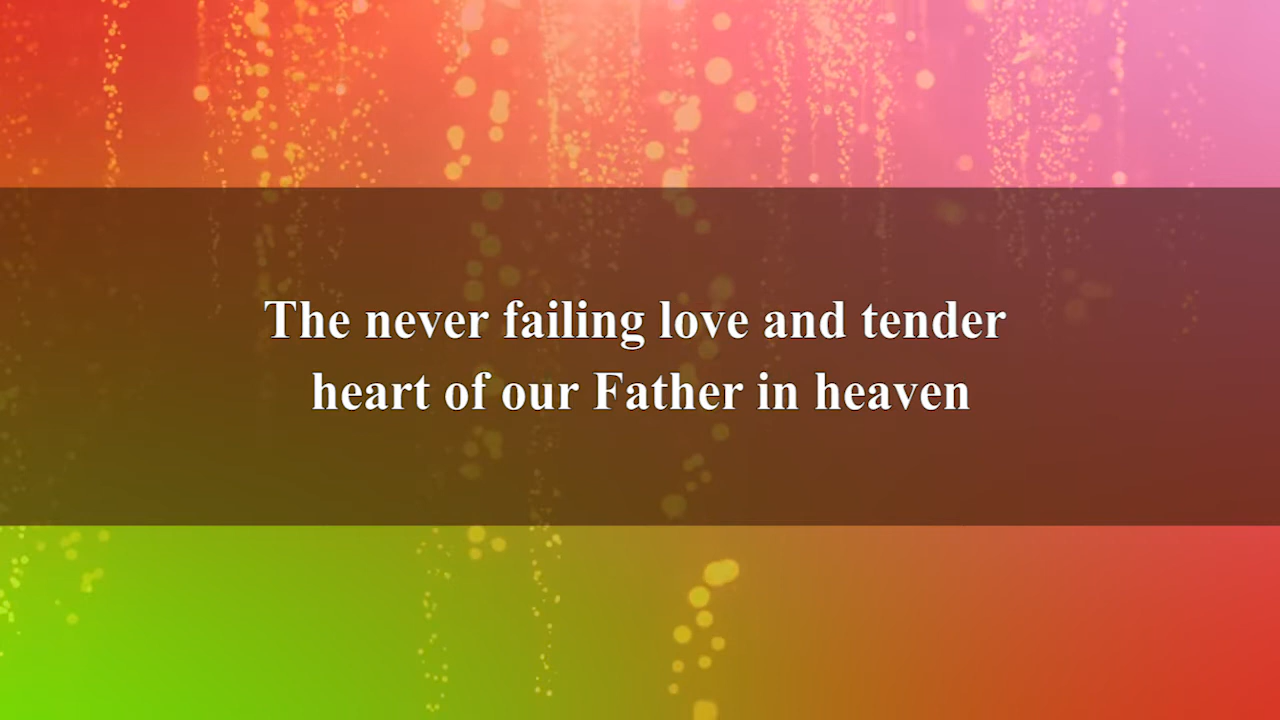 The never failing love and tender
heart of our Father in heaven